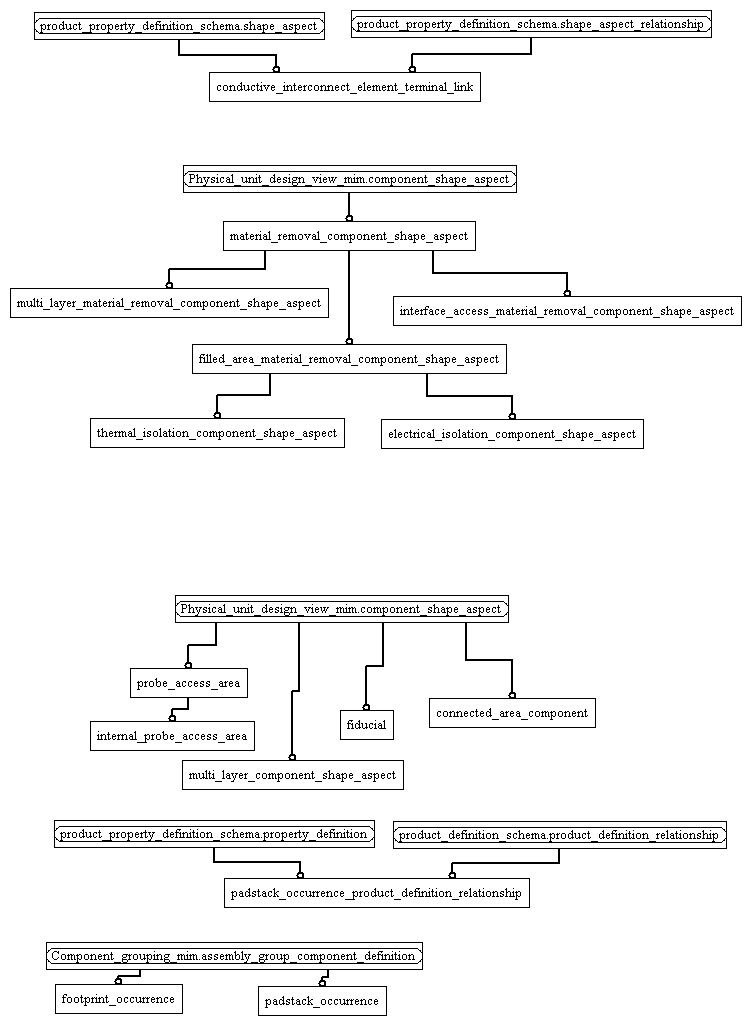 product_property_definition_schema.shape_aspect
product_property_definition_schema.shape_aspect_relationship
conductive_interconnect_element_terminal_link
Physical_unit_design_view_mim.component_shape_aspect
material_removal_component_shape_aspect
multi_layer_material_removal_component_shape_aspect
interface_access_material_removal_component_shape_aspect
filled_area_material_removal_component_shape_aspect
thermal_isolation_component_shape_aspect
electrical_isolation_component_shape_aspect
Physical_unit_design_view_mim.component_shape_aspect
probe_access_area
connected_area_component
fiducial
internal_probe_access_area
multi_layer_component_shape_aspect
product_property_definition_schema.property_definition
product_definition_schema.product_definition_relationship
padstack_occurrence_product_definition_relationship
Component_grouping_mim.assembly_group_component_definition
footprint_occurrence
padstack_occurrence